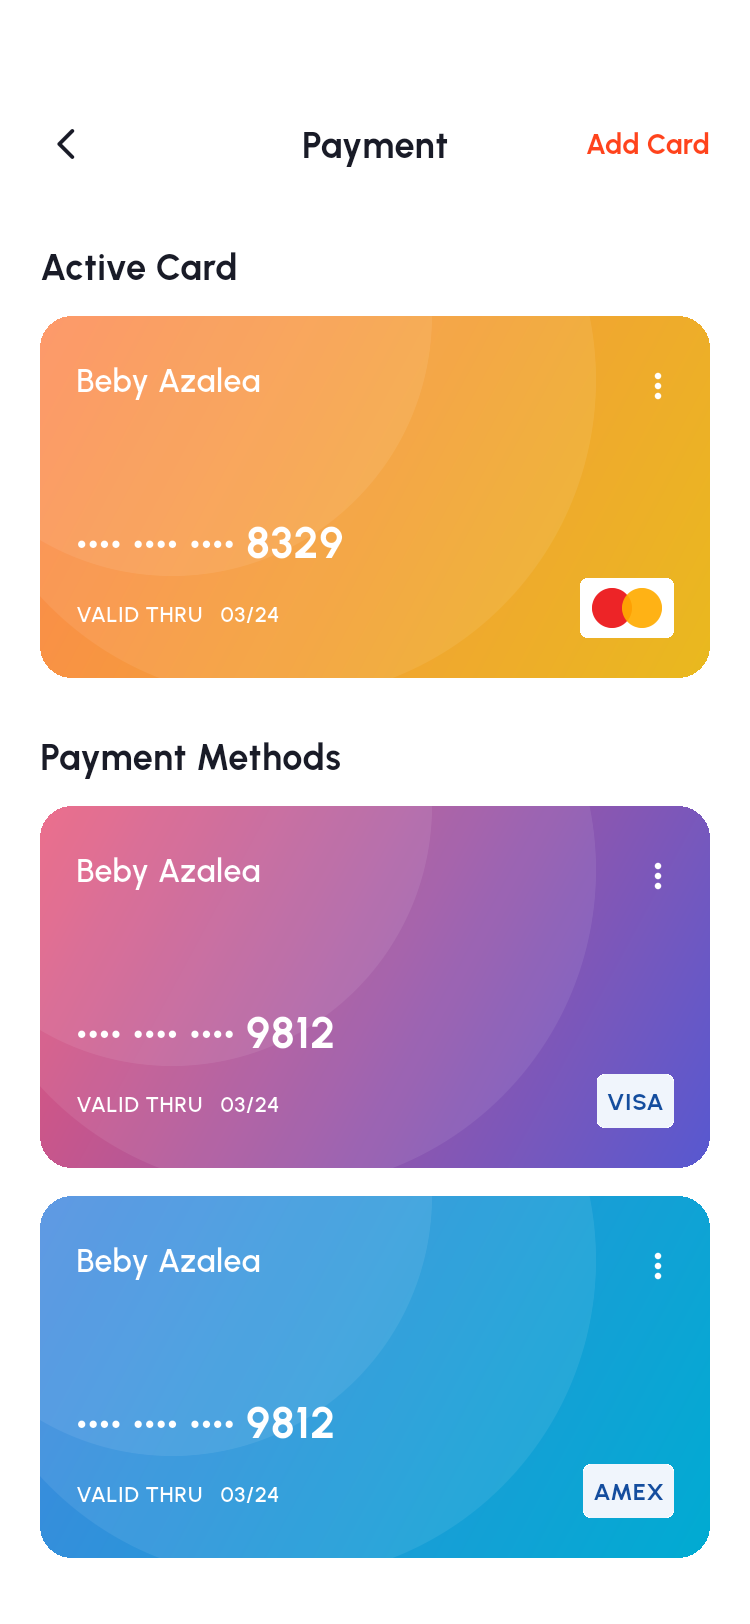 Payment
Add Card
Active Card
Beby Azalea
•••• •••• •••• 8329
VALID THRU 03/24
Payment Methods
Beby Azalea
•••• •••• •••• 9812
VALID THRU 03/24
VISA
Beby Azalea
•••• •••• •••• 9812
VALID THRU 03/24
AMEX